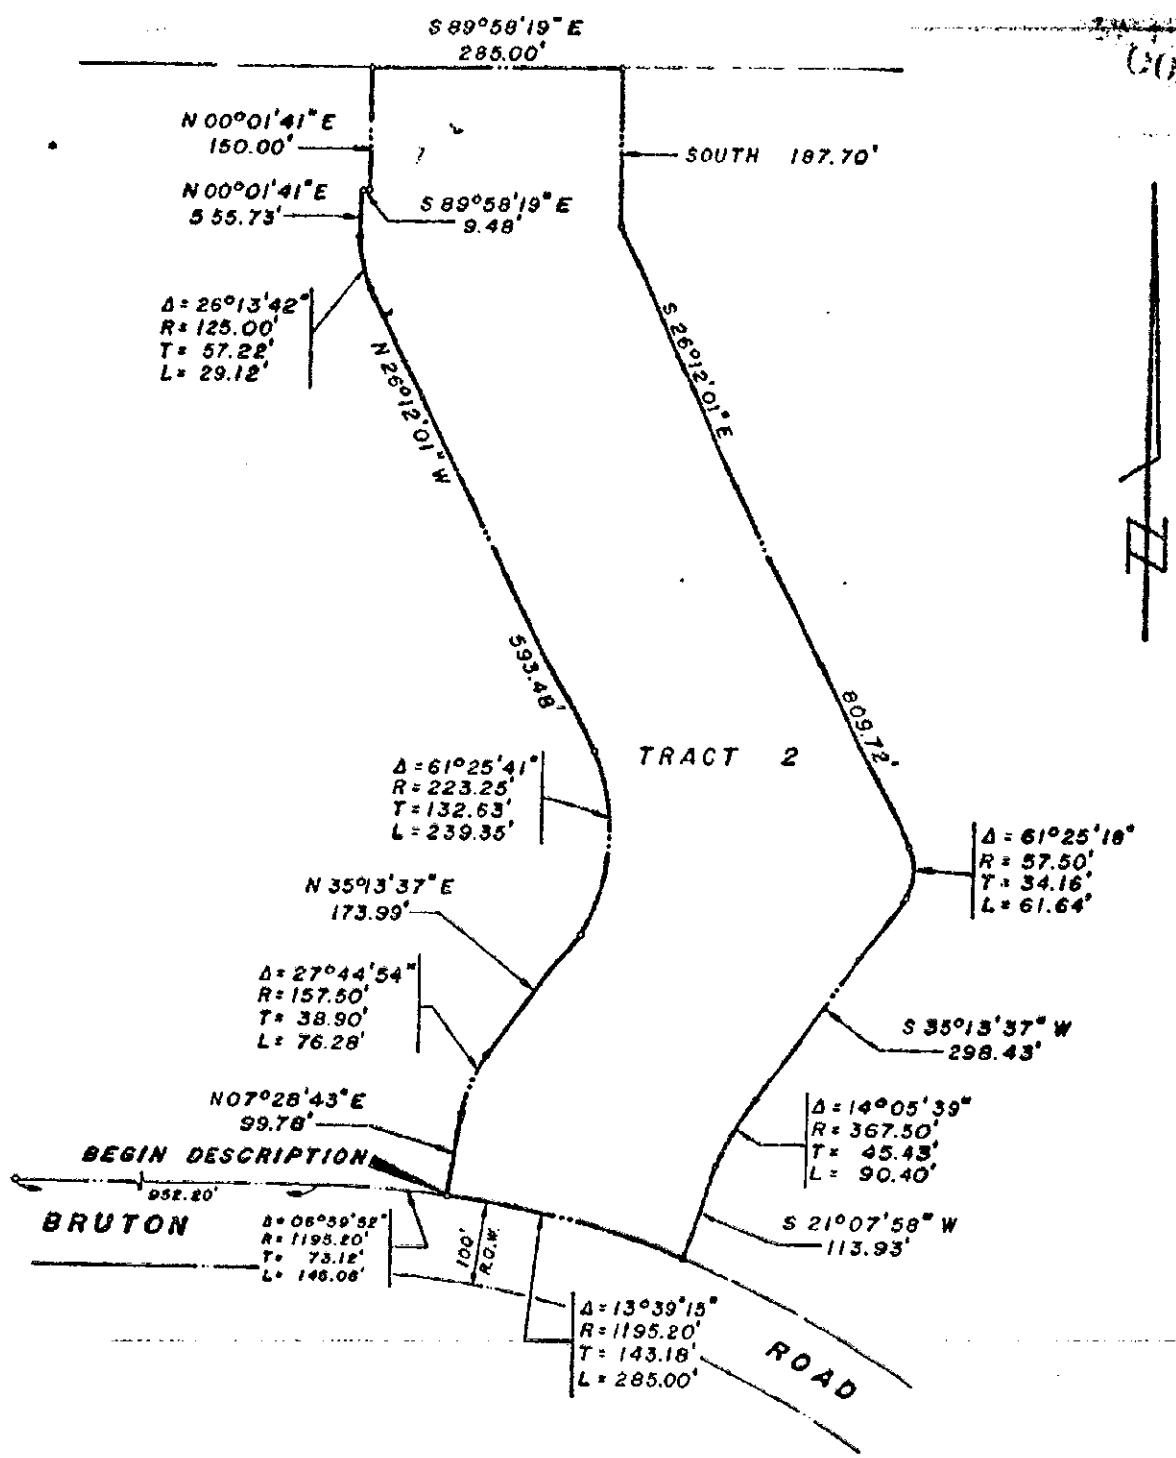 S 89°58'19" E
285.00'
N 00°01'41" E
150.00'
SOUTH 187.70'
N 00°01'41" E
555.73'
S 89°58'19" E
9.48'
Δ = 26°13'42"
R = 125.00'
T = 57.22'
L = 29.12'
S 26°12'01" E
N 26°12'01" W
593.48'
809.72'
TRACT 2
Δ = 61°25'41"
R = 223.25'
T = 132.63'
L = 239.35'
Δ = 61°25'18"
R = 57.50'
T = 34.16'
L = 61.64'
N 35°13'37" E
173.99'
Δ = 27°44'54"
R = 157.50'
T = 38.90'
L = 76.28'
S 35°13'37" W
298.43'
N 07°28'43" E
99.78'
Δ = 14°05'39"
R = 367.50'
T = 45.43'
L = 90.40'
BEGIN DESCRIPTION
952.20'
BRUTON
S 21°07'58" W
113.93'
R = 1195.20'
T = 73.12'
100'
R.O.W.
Δ = 13°39'15"
R = 1195.20'
T = 143.18'
L = 285.00'
ROAD